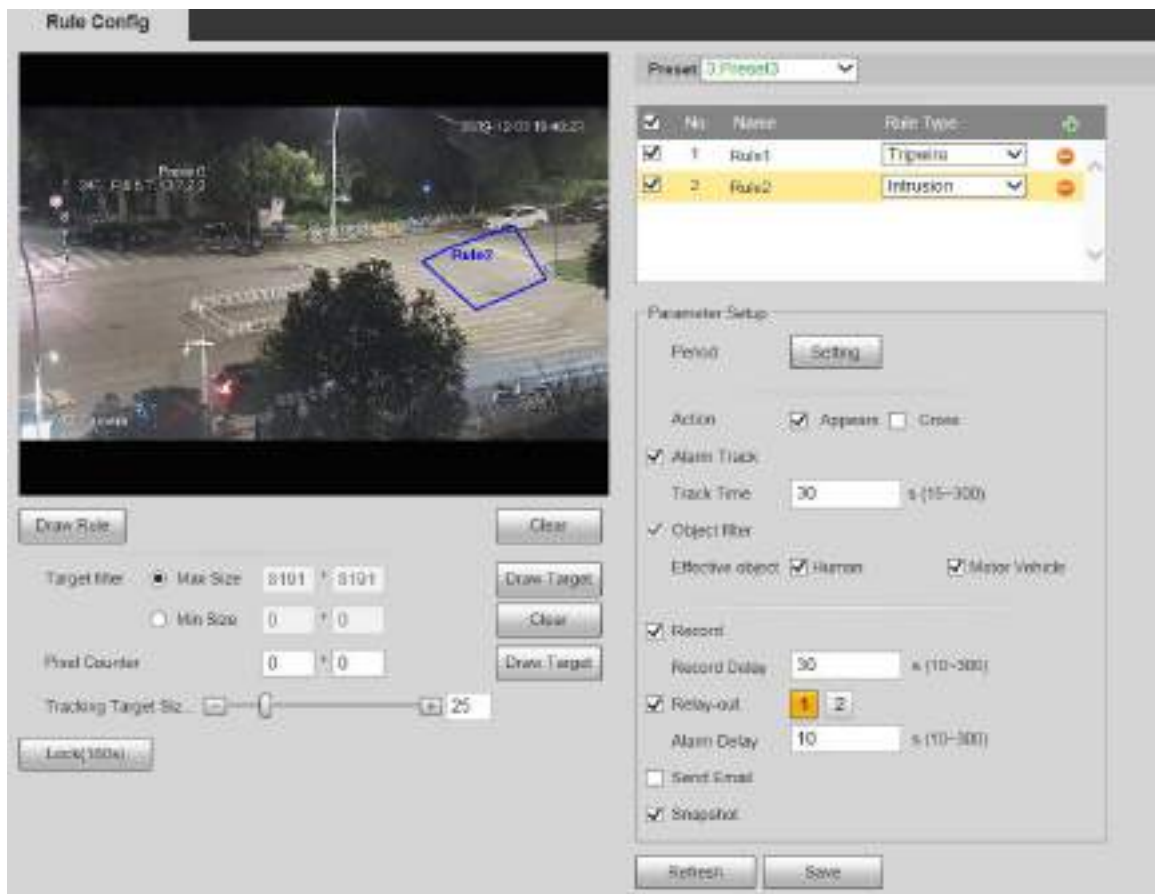 Rule Config
Preset 3.Preset3
No Name Rule Type
1 Rule1 Tripwire
2 Rule2 Intrusion
Rule2
Parameter Setup
Period Setting
Action Appears Cross
Alarm Track
Track Time 30 s (15~300)
Object filter
Effective object Human Motor Vehicle
Record
Record Delay 30 s (10~300)
Relay-out 1 2
Alarm Delay 10 s (10~300)
Send Email
Snapshot
Refresh Save
Draw Rule Clear
Target filter Max Size 8191 * 8191 Draw Target
Min Size 0 * 0 Clear
Pixel Counter 0 * 0 Draw Target
Tracking Target Siz... 25
Lock(180s)